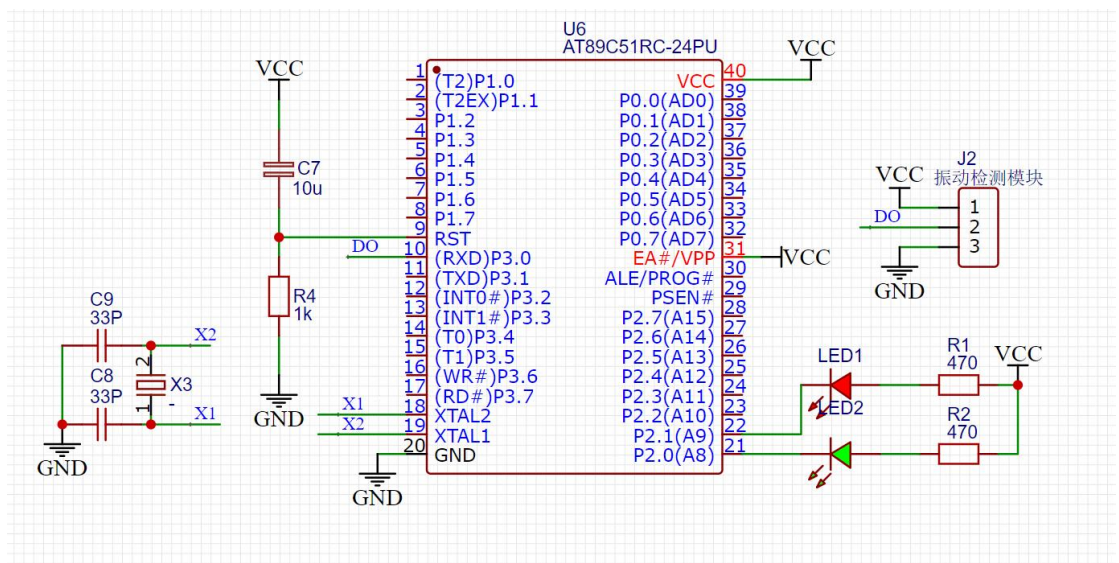 U6
AT89C51RC-24PU
VCC
C7
10u
R4
1k
GND
C9
33P
X2
2
X3
-
1
C8
33P
X1
GND
DO
X1
X2
GND
1 (T2)P1.0
2 (T2EX)P1.1
3 P1.2
4 P1.3
5 P1.4
6 P1.5
7 P1.6
8 P1.7
9 RST
10 (RXD)P3.0
11 (TXD)P3.1
12 (INT0#)P3.2
13 (INT1#)P3.3
14 (T0)P3.4
15 (T1)P3.5
16 (WR#)P3.6
17 (RD#)P3.7
18 XTAL2
19 XTAL1
20 GND
VCC 40
P0.0(AD0) 39
P0.1(AD1) 38
P0.2(AD2) 37
P0.3(AD3) 36
P0.4(AD4) 35
P0.5(AD5) 34
P0.6(AD6) 33
P0.7(AD7) 32
EA#/VPP 31
ALE/PROG# 30
PSEN# 29
P2.7(A15) 28
P2.6(A14) 27
P2.5(A13) 26
P2.4(A12) 25
P2.3(A11) 24
P2.2(A10) 23
P2.1(A9) 22
P2.0(A8) 21
VCC
VCC
J2
振动检测模块
VCC
DO
1
2
3
GND
LED1
R1
470
VCC
LED2
R2
470